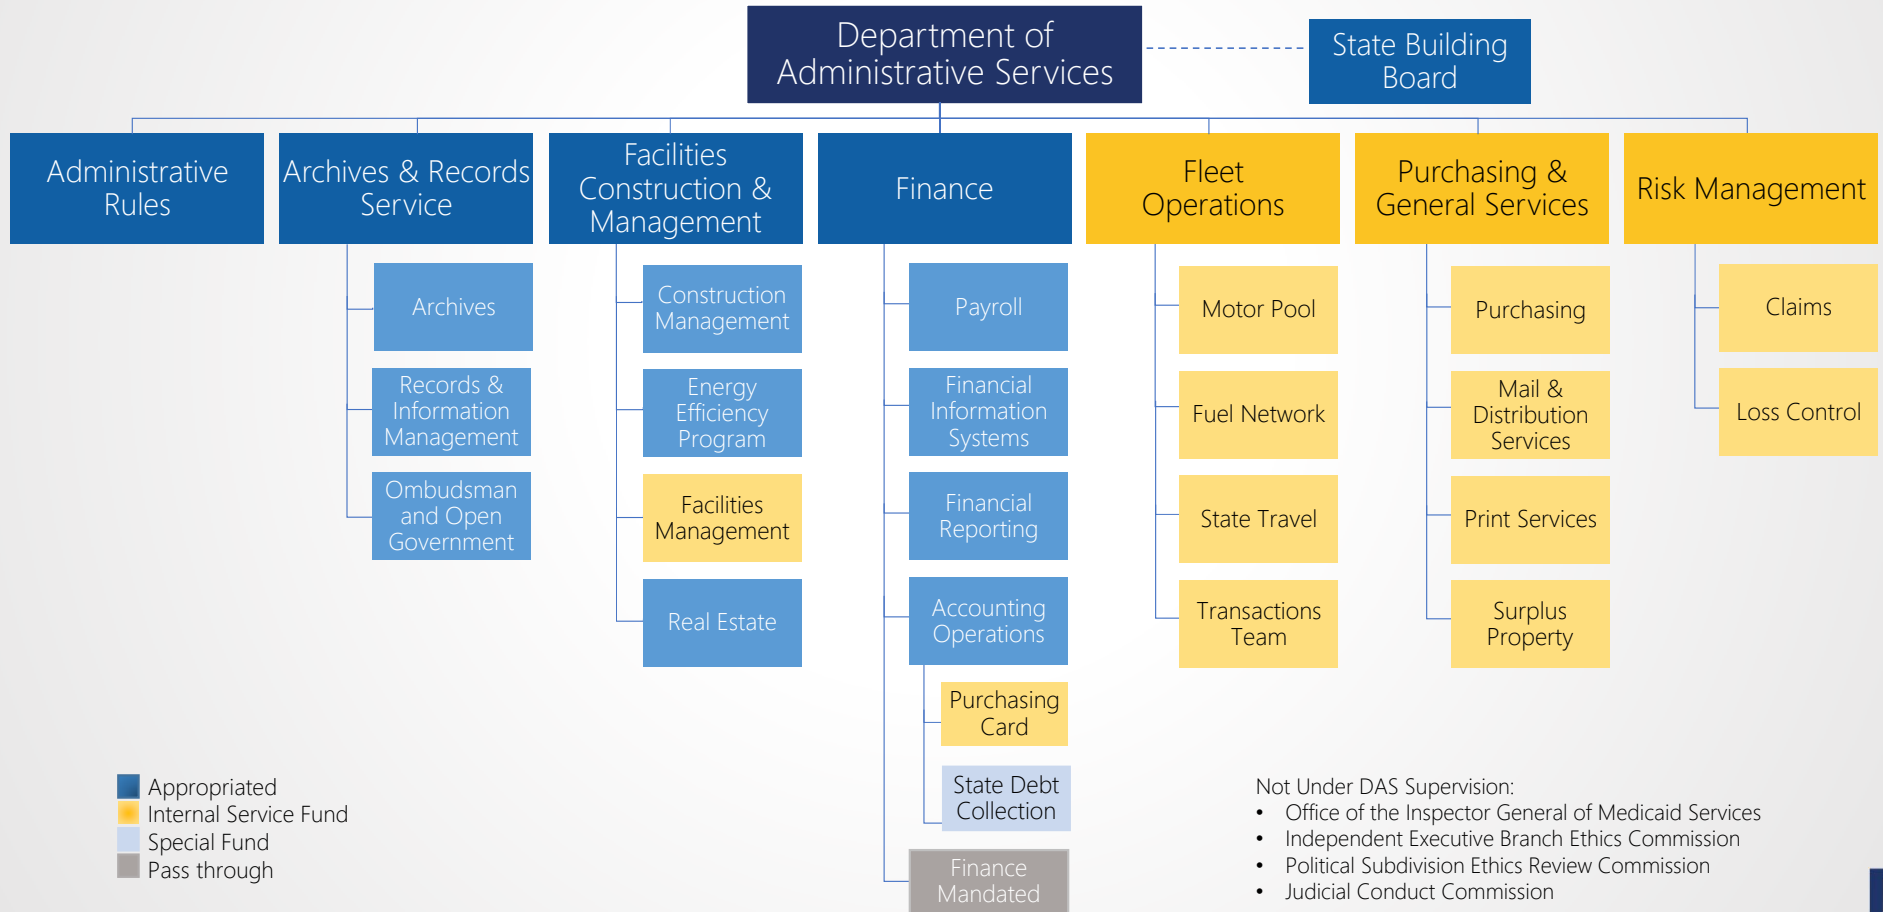 Department of
Administrative Services
State Building
Board
Administrative
Rules
Archives & Records
Service
Facilities
Construction &
Management
Finance
Fleet
Operations
Purchasing &
General Services
Risk Management
Archives
Records &
Information
Management
Ombudsman
and Open
Government
Construction
Management
Energy
Efficiency
Program
Facilities
Management
Real Estate
Payroll
Financial
Information
Systems
Financial
Reporting
Accounting
Operations
Purchasing
Card
State Debt
Collection
Finance
Mandated
Motor Pool
Fuel Network
State Travel
Transactions
Team
Purchasing
Mail &
Distribution
Services
Print Services
Surplus
Property
Claims
Loss Control
Appropriated
Internal Service Fund
Special Fund
Pass through
Not Under DAS Supervision:
• Office of the Inspector General of Medicaid Services
• Independent Executive Branch Ethics Commission
• Political Subdivision Ethics Review Commission
• Judicial Conduct Commission